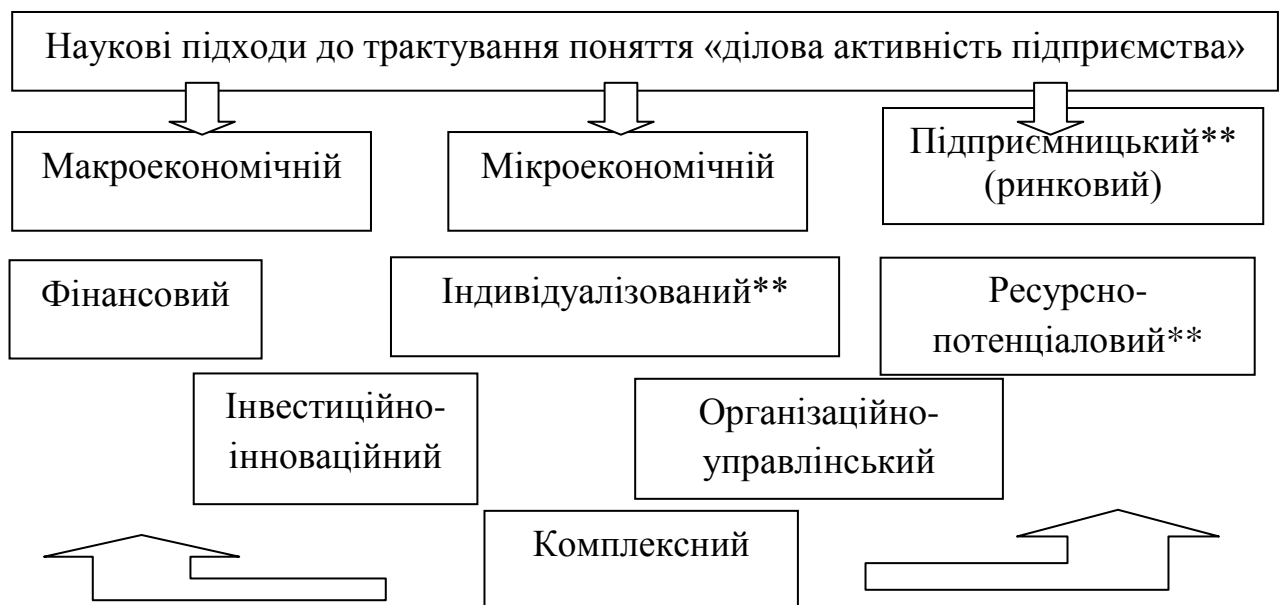 Наукові підходи до трактування поняття «ділова активність підприємства»
Макроекономічній
Мікроекономічній
Підприємницький**
(ринковий)
Фінансовий
Індивідуалізований**
Ресурсно-
потенціаловий**
Інвестиційно-
інноваційний
Організаційно-
управлінський
Комплексний